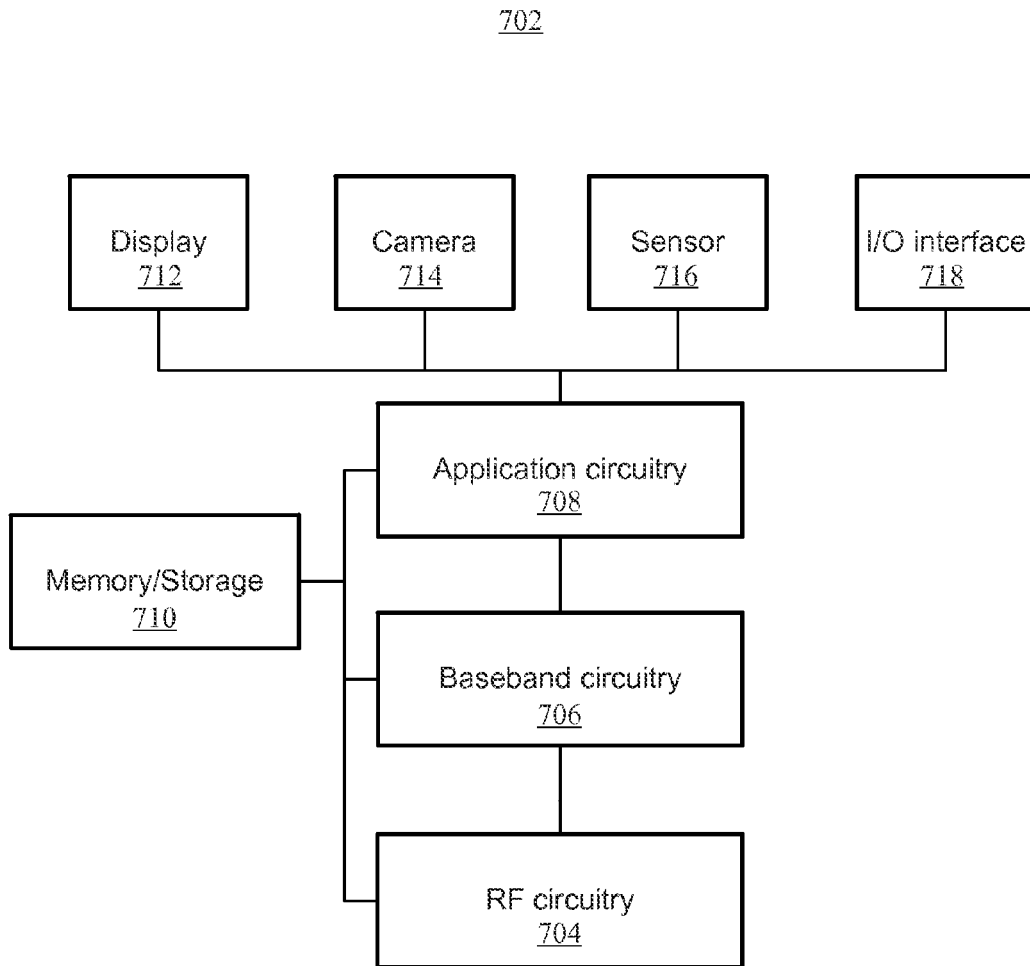 702
Display
712
Camera
714
Sensor
716
I/O interface
718
Application circuitry
708
Memory/Storage
710
Baseband circuitry
706
RF circuitry
704